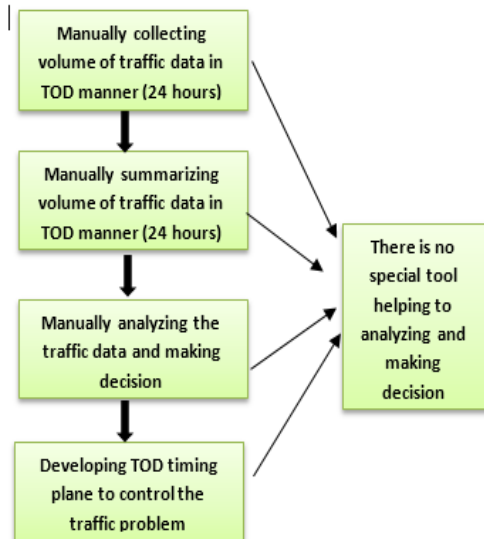 Manually collecting
volume of traffic data in
TOD manner (24 hours)
Manually summarizing
volume of traffic data in
TOD manner (24 hours)
Manually analyzing the
traffic data and making
decision
Developing TOD timing
plane to control the
traffic problem
There is no
special tool
helping to
analyzing and
making
decision